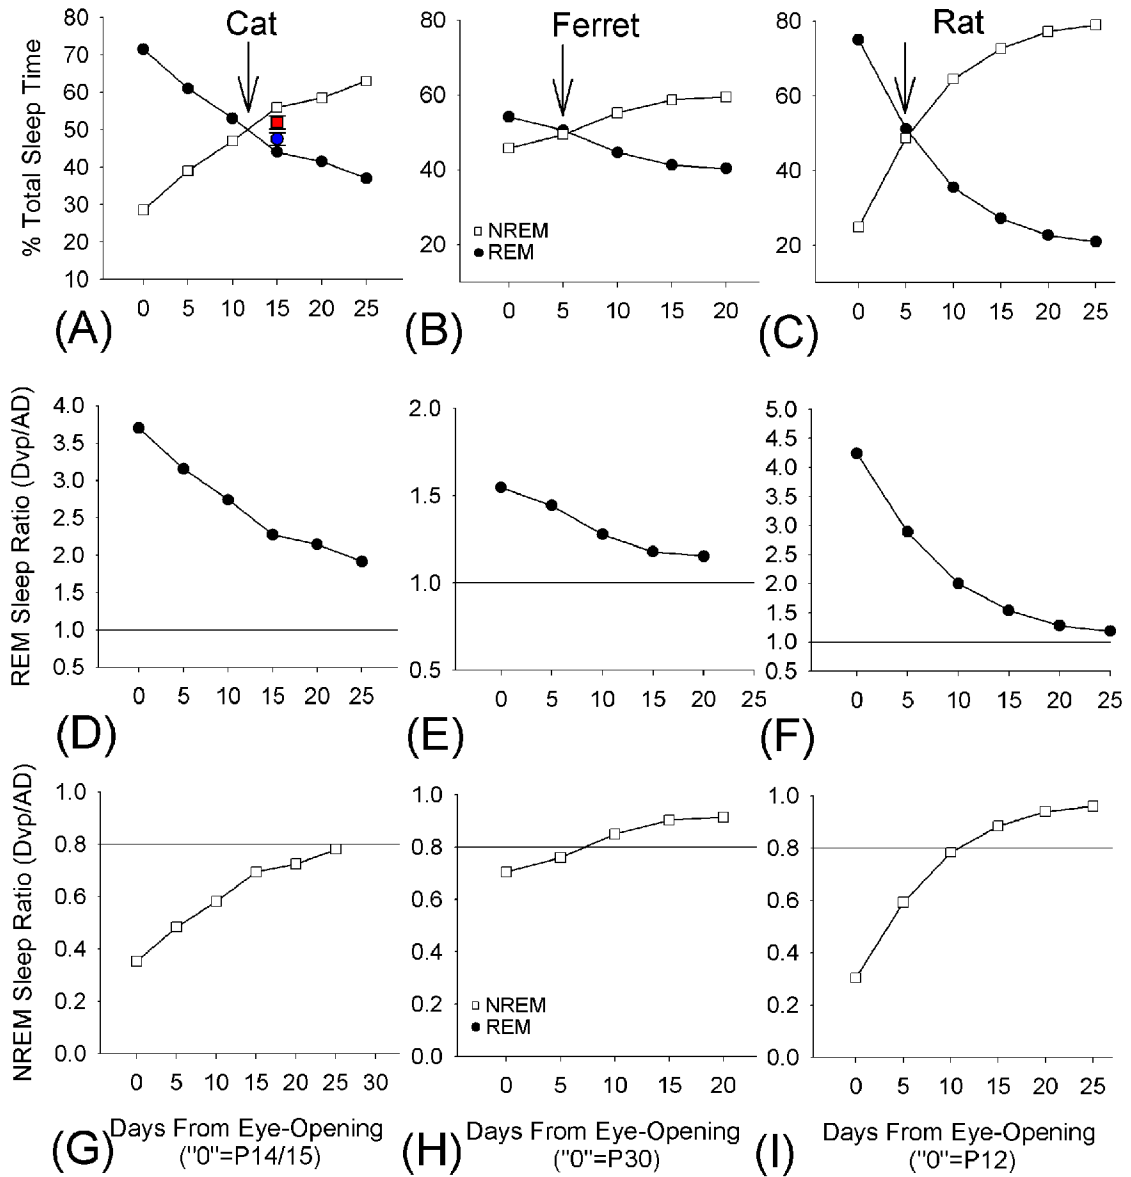 Cat
Ferret
Rat
% Total Sleep Time
80
70
60
50
40
30
20
10
0 5 10 15 20 25
(A)
80
60
40
20
NREM
REM
0 5 10 15 20
(B)
80
60
40
20
0 5 10 15 20 25
(C)
REM Sleep Ratio (Dvp/AD)
4.0
3.5
3.0
2.5
2.0
1.5
1.0
0.5
0 5 10 15 20 25
(D)
2.0
1.5
1.0
0.5
0 5 10 15 20 25
(E)
5.0
4.5
4.0
3.5
3.0
2.5
2.0
1.5
1.0
0.5
0 5 10 15 20 25
(F)
NREM Sleep Ratio (Dvp/AD)
1.0
0.8
0.6
0.4
0.2
0.0
0 5 10 15 20 25 30
(G)
Days From Eye-Opening
("0"=P14/15)
1.0
0.8
0.6
0.4
0.2
0.0
NREM
REM
0 5 10 15 20
(H)
Days From Eye-Opening
("0"=P30)
1.0
0.8
0.6
0.4
0.2
0.0
0 5 10 15 20 25
(I)
Days From Eye-Opening
("0"=P12)